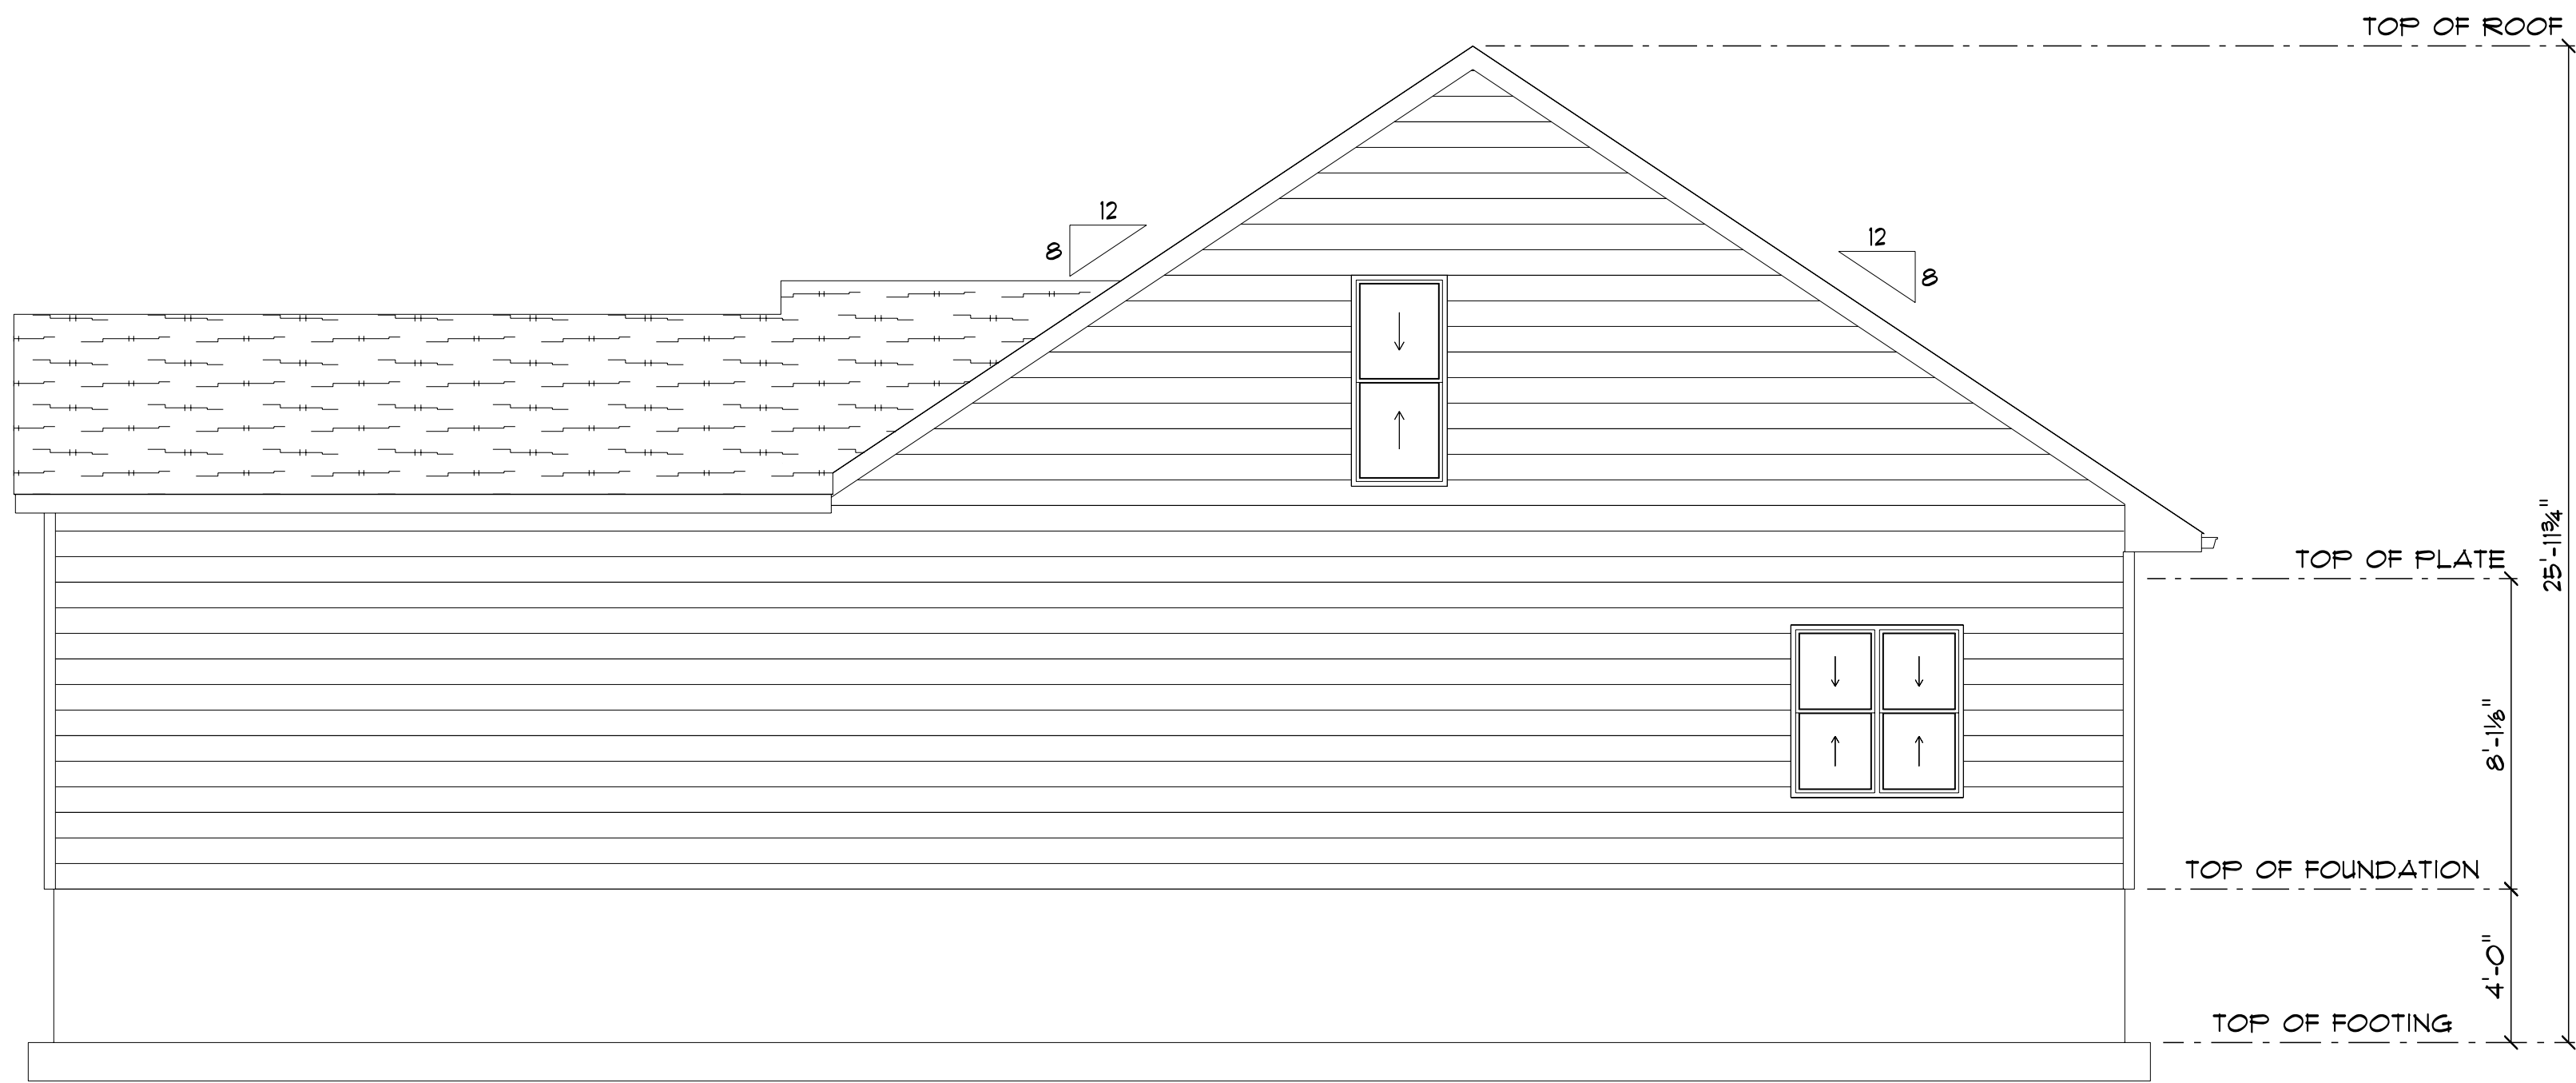 TOP OF ROOF
12
8
12
8
25'-11¾"
TOP OF PLATE
8'-1⅛"
TOP OF FOUNDATION
4'-0"
TOP OF FOOTING